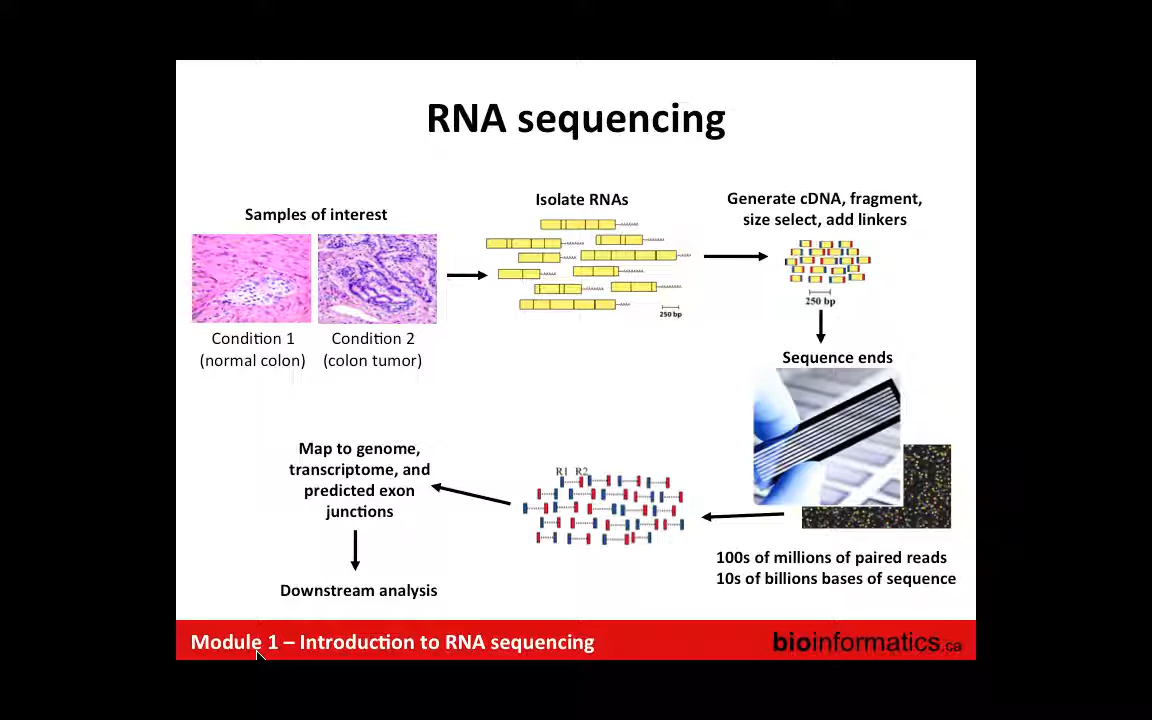 RNA sequencing
Samples of interest
Condition 1
(normal colon)
Condition 2
(colon tumor)
Isolate RNAs
250 bp
Generate cDNA, fragment,
size select, add linkers
250 bp
Sequence ends
100s of millions of paired reads
10s of billions bases of sequence
R1 R2
Map to genome,
transcriptome, and
predicted exon
junctions
Downstream analysis
Module 1 – Introduction to RNA sequencing
bioinformatics.ca